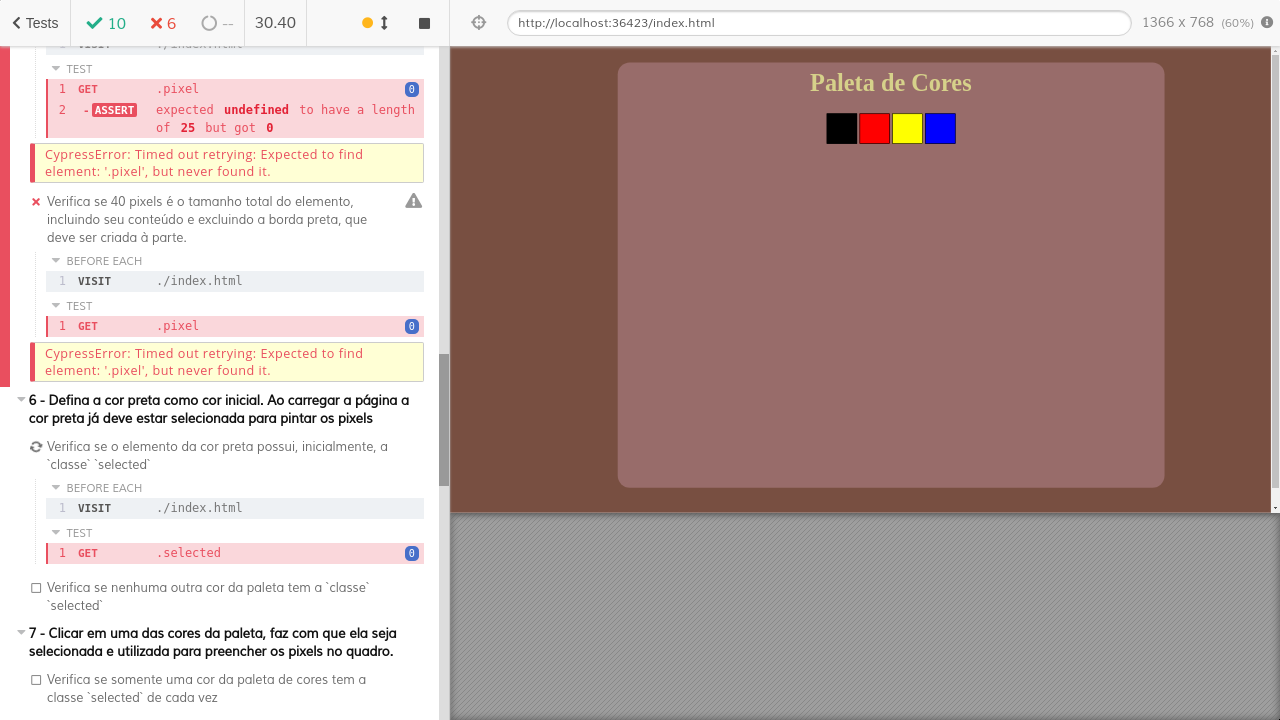 Tests
10
6
--
30.40
http://localhost:36423/index.html
1366 x 768 (60%)
1 VISIT ./index.html
TEST
1 GET .pixel 0
2 - ASSERT expected undefined to have a length
of 25 but got 0
CypressError: Timed out retrying: Expected to find
element: '.pixel', but never found it.
Verifica se 40 pixels é o tamanho total do elemento,
incluindo seu conteúdo e excluindo a borda preta, que
deve ser criada à parte.
BEFORE EACH
1 VISIT ./index.html
TEST
1 GET .pixel 0
CypressError: Timed out retrying: Expected to find
element: '.pixel', but never found it.
6 - Defina a cor preta como cor inicial. Ao carregar a página a
cor preta já deve estar selecionada para pintar os pixels
Verifica se o elemento da cor preta possui, inicialmente, a
`classe` `selected`
BEFORE EACH
1 VISIT ./index.html
TEST
1 GET .selected 0
Verifica se nenhuma outra cor da paleta tem a `classe`
`selected`
7 - Clicar em uma das cores da paleta, faz com que ela seja
selecionada e utilizada para preencher os pixels no quadro.
Verifica se somente uma cor da paleta de cores tem a
classe `selected` de cada vez
Paleta de Cores